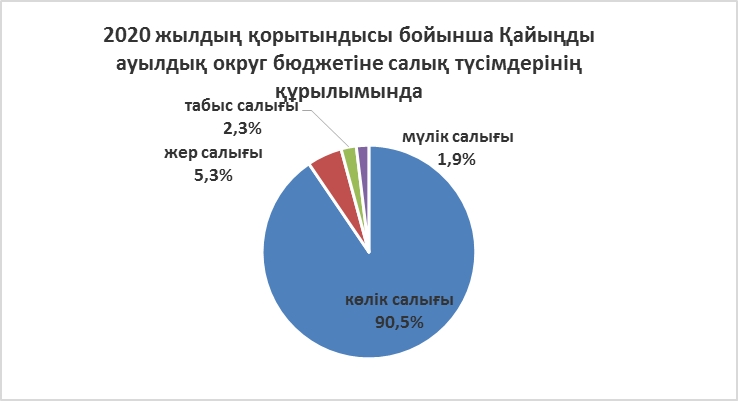 2020 жылдың қорытындысы бойынша Қайыңды
ауылдық округ бюджетіне салық түсімдерінің
құрылымында
табыс салығы
2,3%
мүлік салығы
1,9%
жер салығы
5,3%
көлік салығы
90,5%